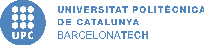 UNIVERSITAT POLITÈCNICA
DE CATALUNYA
BARCELONATECH
UPC